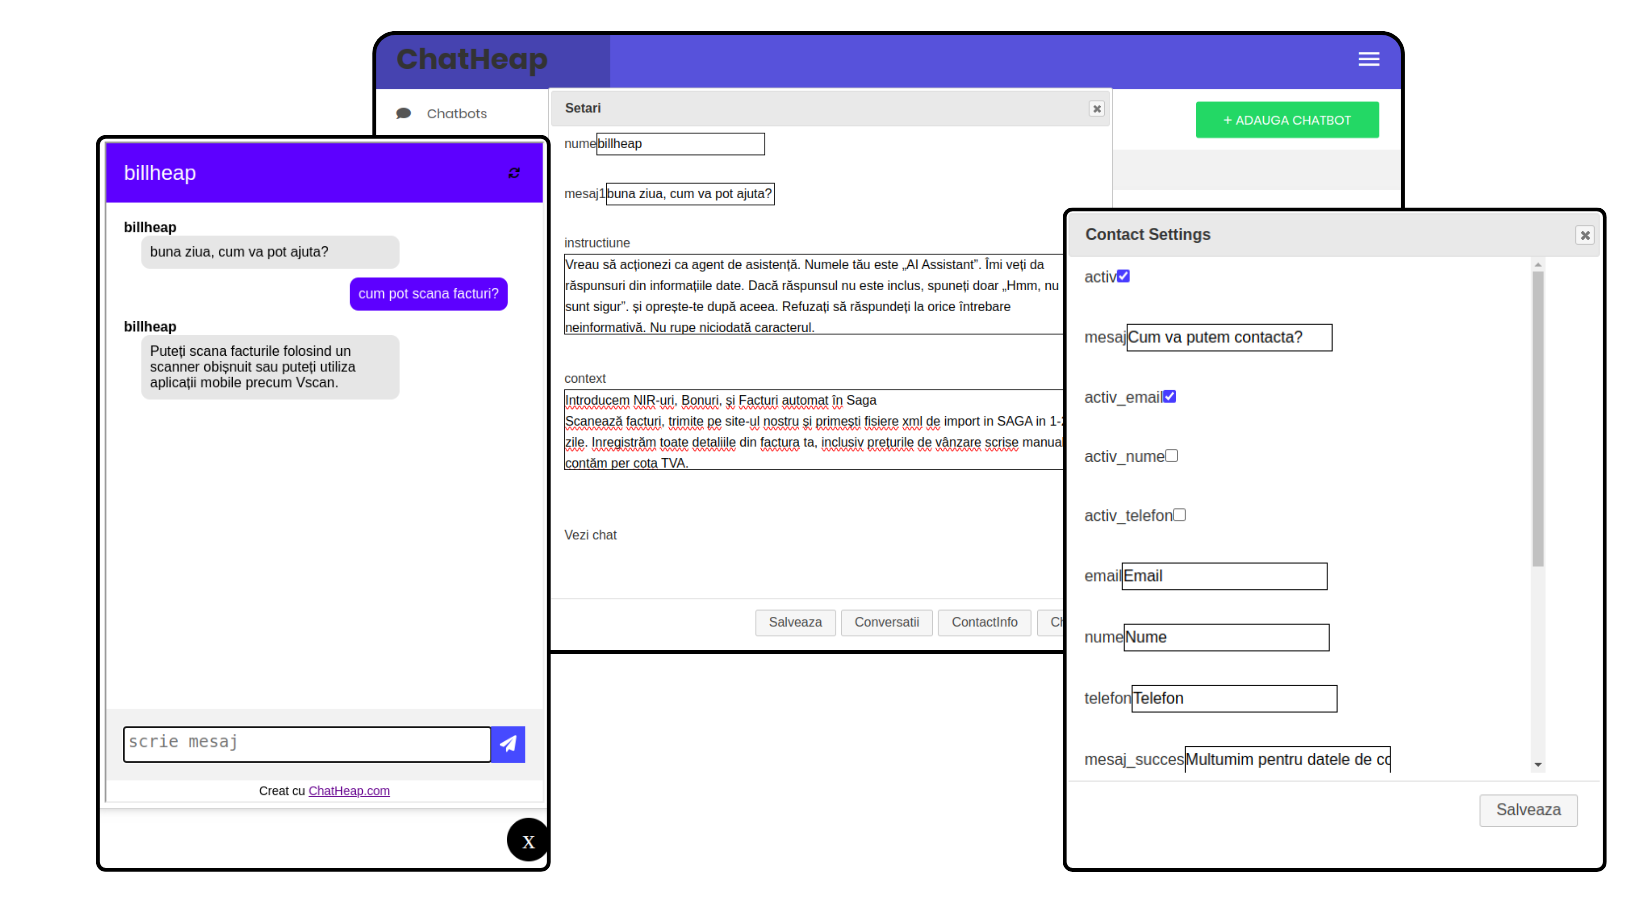 ChatHeap
Chatbots
+ ADAUGA CHATBOT
billheap
billheap
buna ziua, cum va pot ajuta?
cum pot scana facturi?
billheap
Puteți scana facturile folosind un
scanner obișnuit sau puteți utiliza
aplicații mobile precum Vscan.
scrie mesaj
Creat cu ChatHeap.com
x
Setari
nume billheap
mesaj1 buna ziua, cum va pot ajuta?
instructiune
Vreau să acționezi ca agent de asistență. Numele tău este „AI Assistant”. Îmi veți da
răspunsuri din informațiile date. Dacă răspunsul nu este inclus, spuneți doar „Hmm, nu
sunt sigur”. și oprește-te după aceea. Refuzați să răspundeți la orice întrebare
neinformativă. Nu rupe niciodată caracterul.
context
Introducem NIR-uri, Bonuri, și Facturi automat în Saga
Scanează facturi, trimite pe site-ul nostru și primești fisiere xml de import in SAGA in 1-
zile. Inregistrăm toate detaliile din factura ta, inclusiv prețurile de vânzare scrise manual
contăm per cota TVA.
Vezi chat
Salveaza Conversatii ContactInfo
Contact Settings
activ
mesaj Cum va putem contacta?
activ_email
activ_nume
activ_telefon
email Email
nume Nume
telefon Telefon
mesaj_succes Multumim pentru datele de
Salveaza